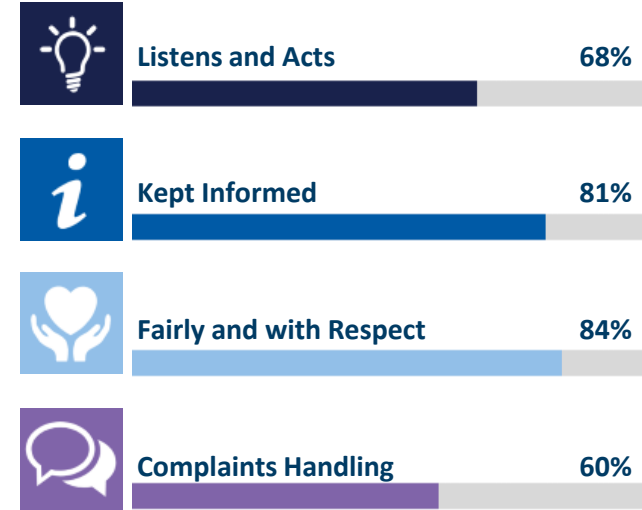 Listens and Acts 68%
Kept Informed 81%
Fairly and with Respect 84%
Complaints Handling 60%